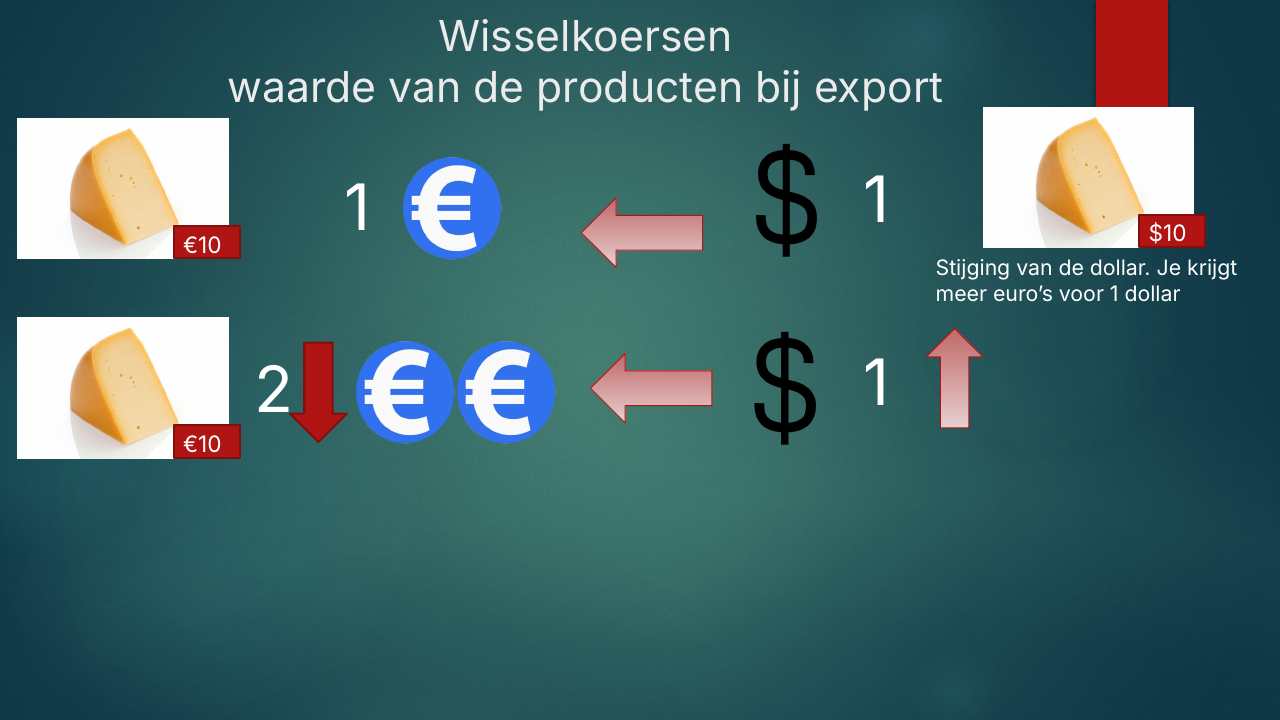 Wisselkoersen
waarde van de producten bij export
€10
1 €
$ 1
$10
Stijging van de dollar. Je krijgt
meer euro’s voor 1 dollar
€10
2 € €
$ 1